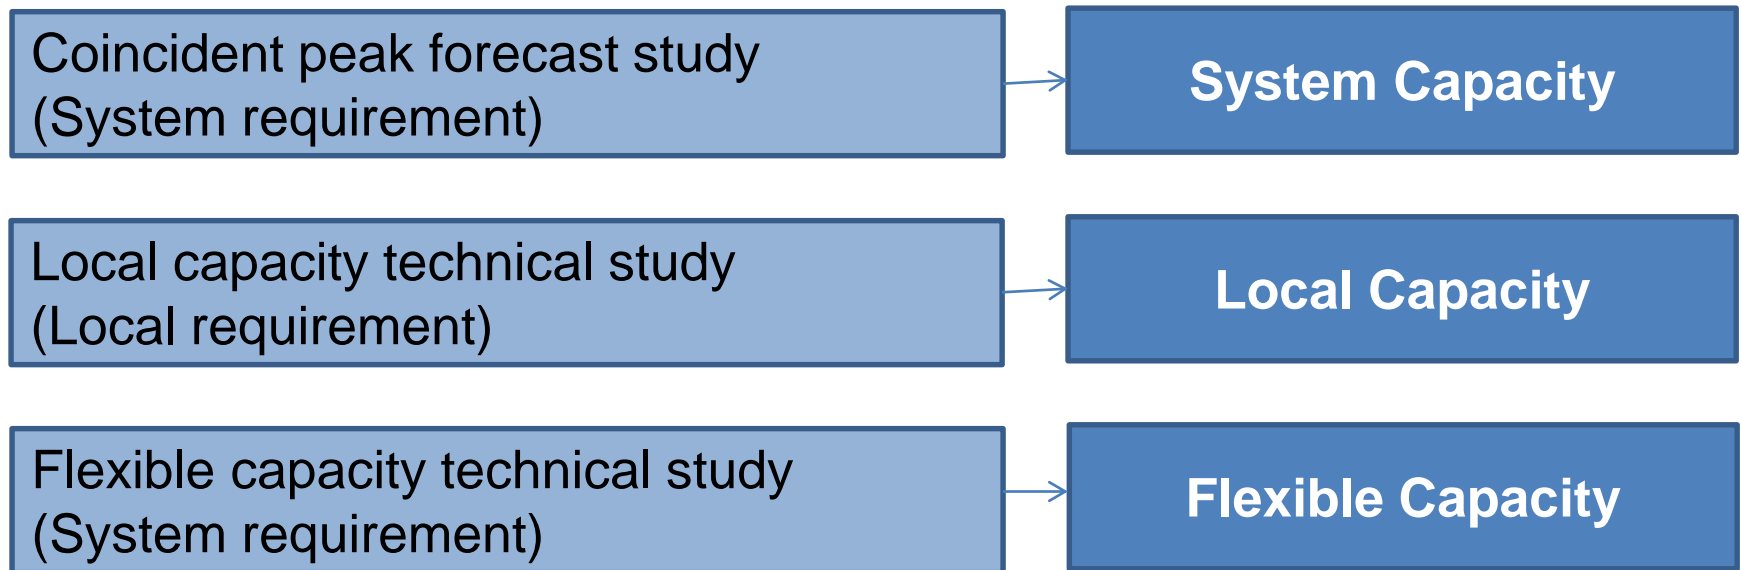 Coincident peak forecast study
(System requirement)
System Capacity
Local capacity technical study
(Local requirement)
Local Capacity
Flexible capacity technical study
(System requirement)
Flexible Capacity